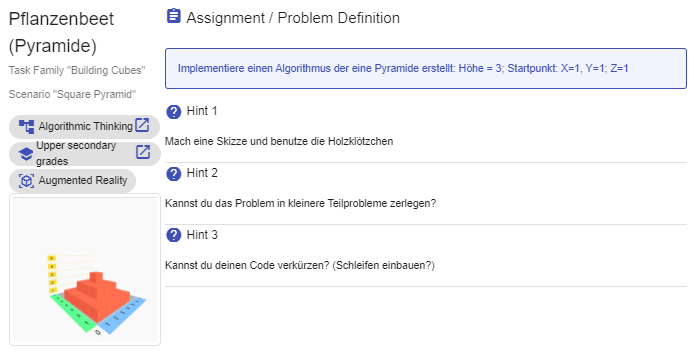 Pflanzenbeet
(Pyramide)
Task Family "Building Cubes"
Scenario "Square Pyramid"
Algorithmic Thinking
Upper secondary
grades
Augmented Reality
Assignment / Problem Definition
Implementiere einen Algorithmus der eine Pyramide erstellt: Höhe = 3; Startpunkt: X=1, Y=1; Z=1
Hint 1
Mach eine Skizze und benutze die Holzklötzchen
Hint 2
Kannst du das Problem in kleinere Teilprobleme zerlegen?
Hint 3
Kannst du deinen Code verkürzen? (Schleifen einbauen?)